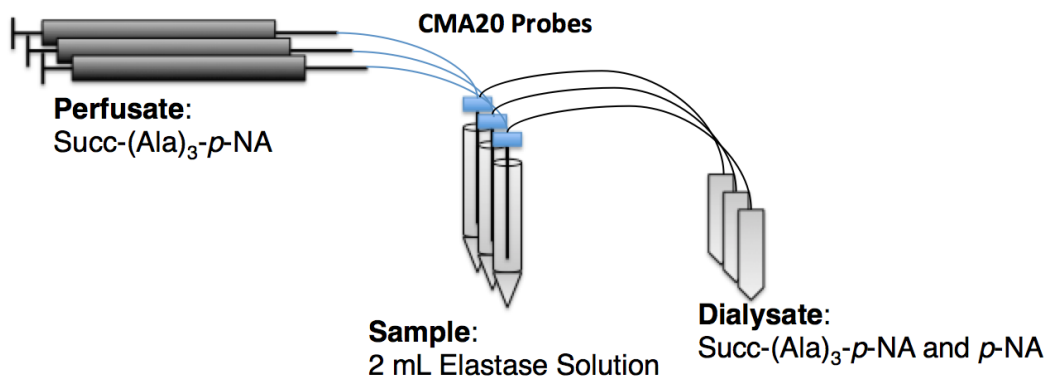 CMA20 Probes
Perfusate:
Succ-(Ala)3-p-NA
Sample:
2 mL Elastase Solution
Dialysate:
Succ-(Ala)3-p-NA and p-NA